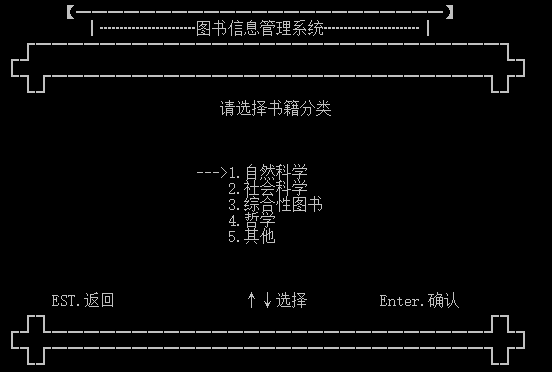 图书信息管理系统
请选择书籍分类
--->1.自然科学
2.社会科学
3.综合性图书
4.哲学
5.其他
EST.返回 ↑↓选择 Enter.确认